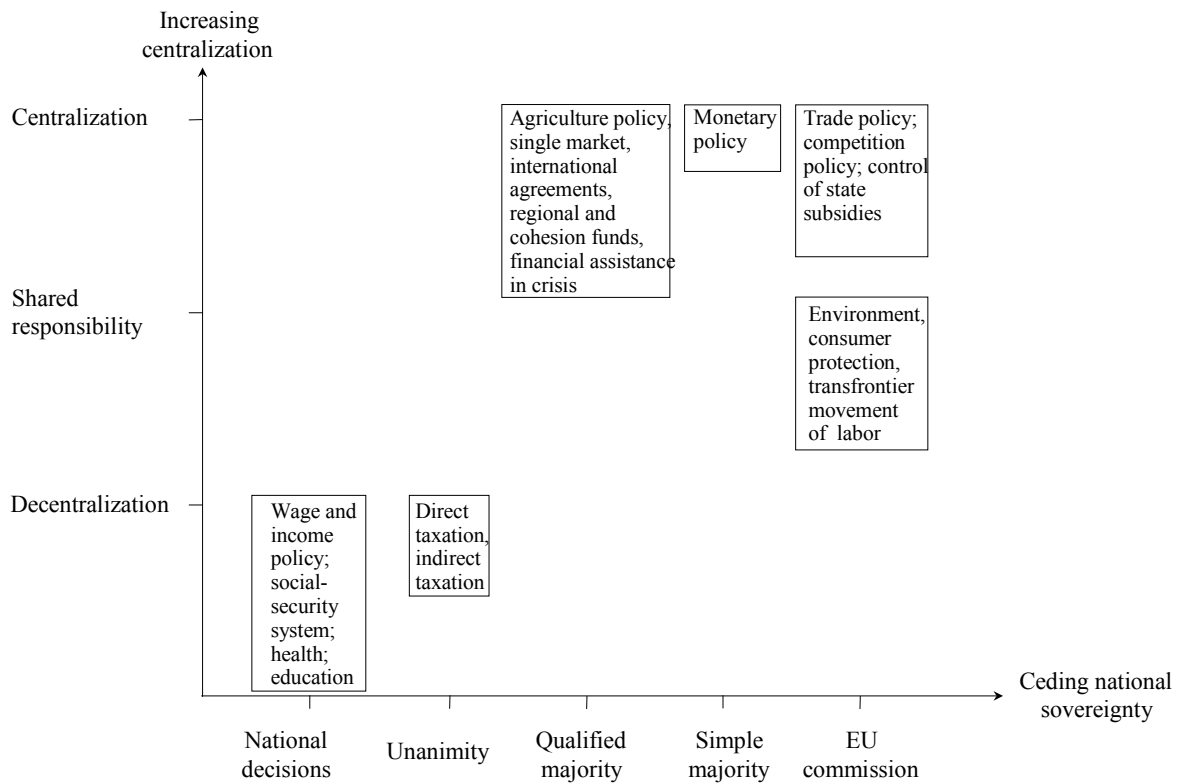 Increasing
centralization
Centralization
Agriculture policy,
single market,
international
agreements,
regional and
cohesion funds,
financial assistance
in crisis
Monetary
policy
Trade policy;
competition
policy; control
of state
subsidies
Shared
responsibility
Environment,
consumer
protection,
transfrontier
movement
of labor
Decentralization
Wage and
income
policy;
social-
security
system;
health;
education
Direct
taxation,
indirect
taxation
Ceding national
sovereignty
National
decisions
Unanimity
Qualified
majority
Simple
majority
EU
commission